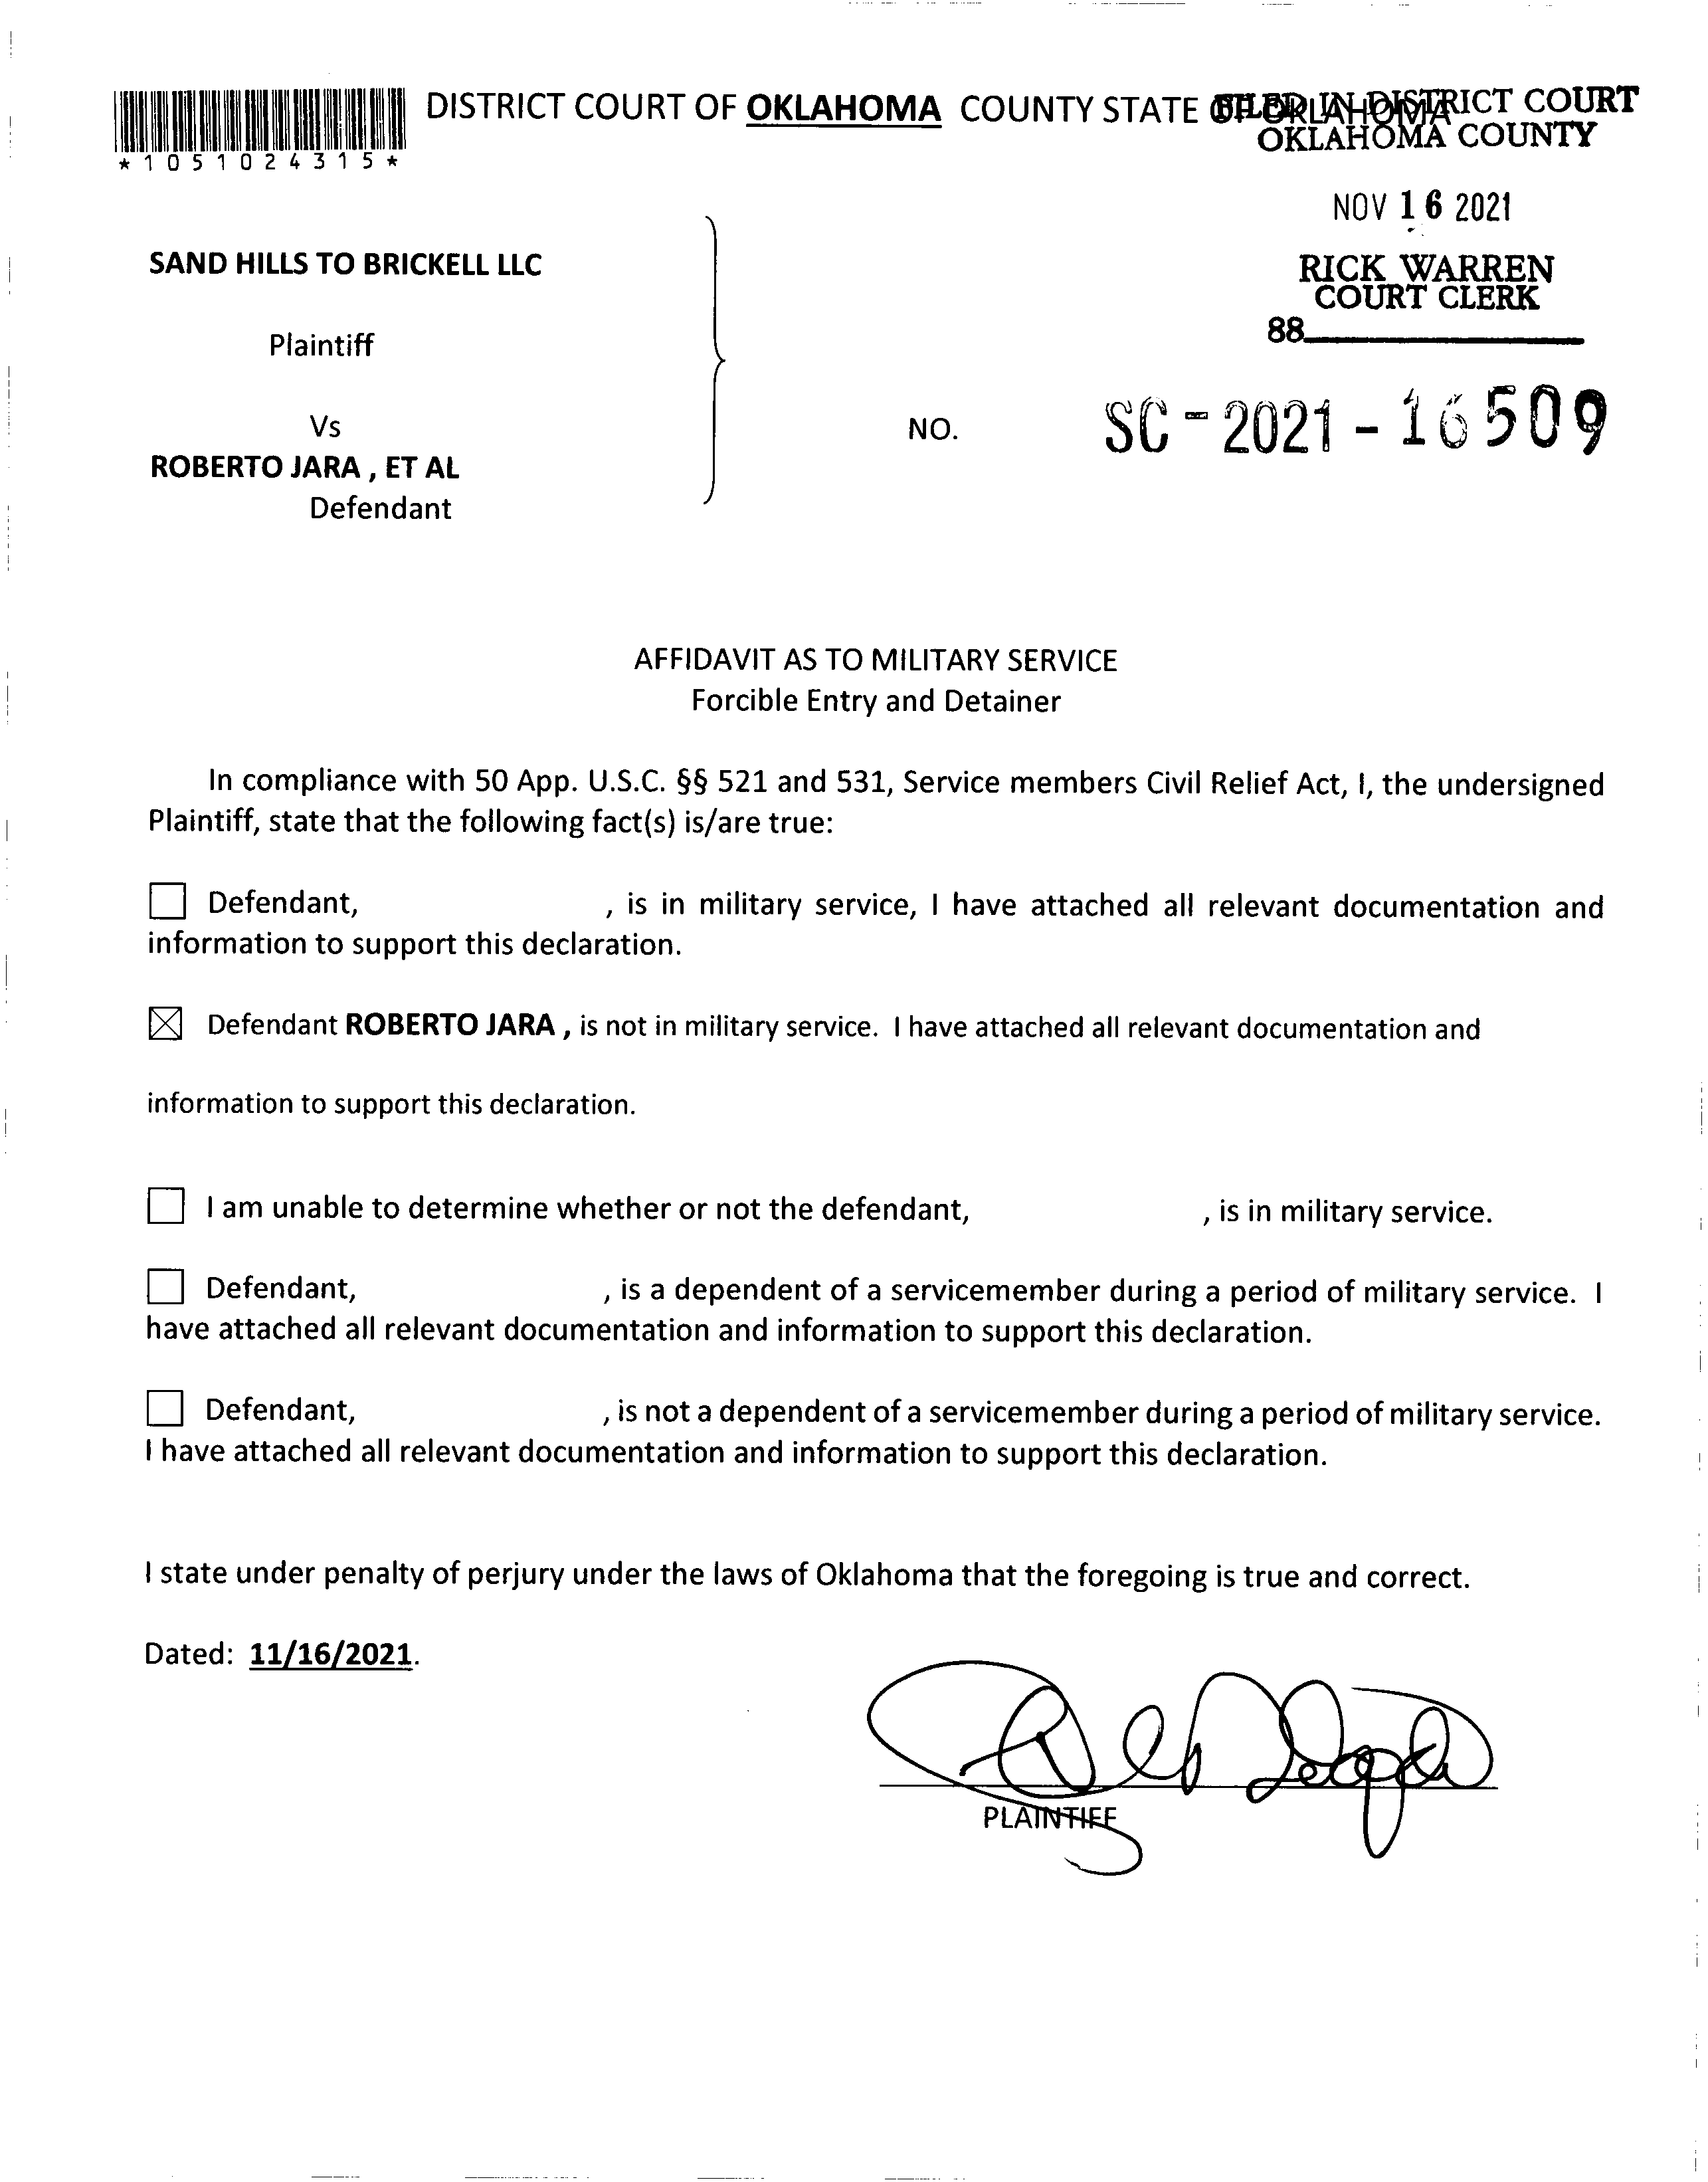 DISTRICT COURT OF OKLAHOMA COUNTY STATE OF OKLAHOMA
FILED IN DISTRICT COURT
OKLAHOMA COUNTY
*1051024315*
NOV 16 2021
RICK WARREN
COURT CLERK
88
SAND HILLS TO BRICKELL LLC
Plaintiff
Vs
NO. SC-2021-16509
ROBERTO JARA , ET AL
Defendant
AFFIDAVIT AS TO MILITARY SERVICE
Forcible Entry and Detainer
In compliance with 50 App. U.S.C. §§ 521 and 531, Service members Civil Relief Act, I, the undersigned
Plaintiff, state that the following fact(s) is/are true:
☐ Defendant, , is in military service, I have attached all relevant documentation and
information to support this declaration.
☒ Defendant ROBERTO JARA , is not in military service. I have attached all relevant documentation and
information to support this declaration.
☐ I am unable to determine whether or not the defendant, , is in military service.
☐ Defendant, , is a dependent of a servicemember during a period of military service. I
have attached all relevant documentation and information to support this declaration.
☐ Defendant, , is not a dependent of a servicemember during a period of military service.
I have attached all relevant documentation and information to support this declaration.
I state under penalty of perjury under the laws of Oklahoma that the foregoing is true and correct.
Dated: 11/16/2021.
PLAINTIFF